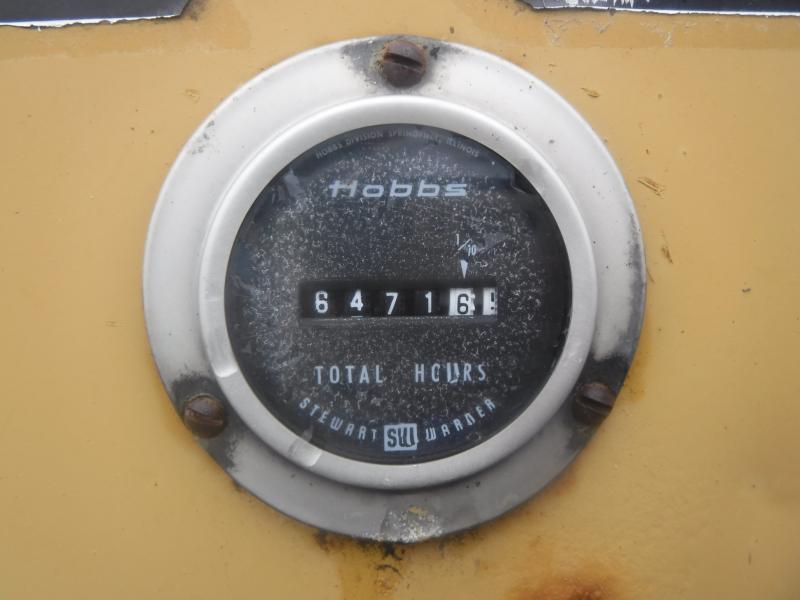 HOBBS DIVISION SPRINGFIELD, ILLINOIS
Hobbs
1/10
6 4 7 1 6
TOTAL HOURS
STEWART SW WARNER